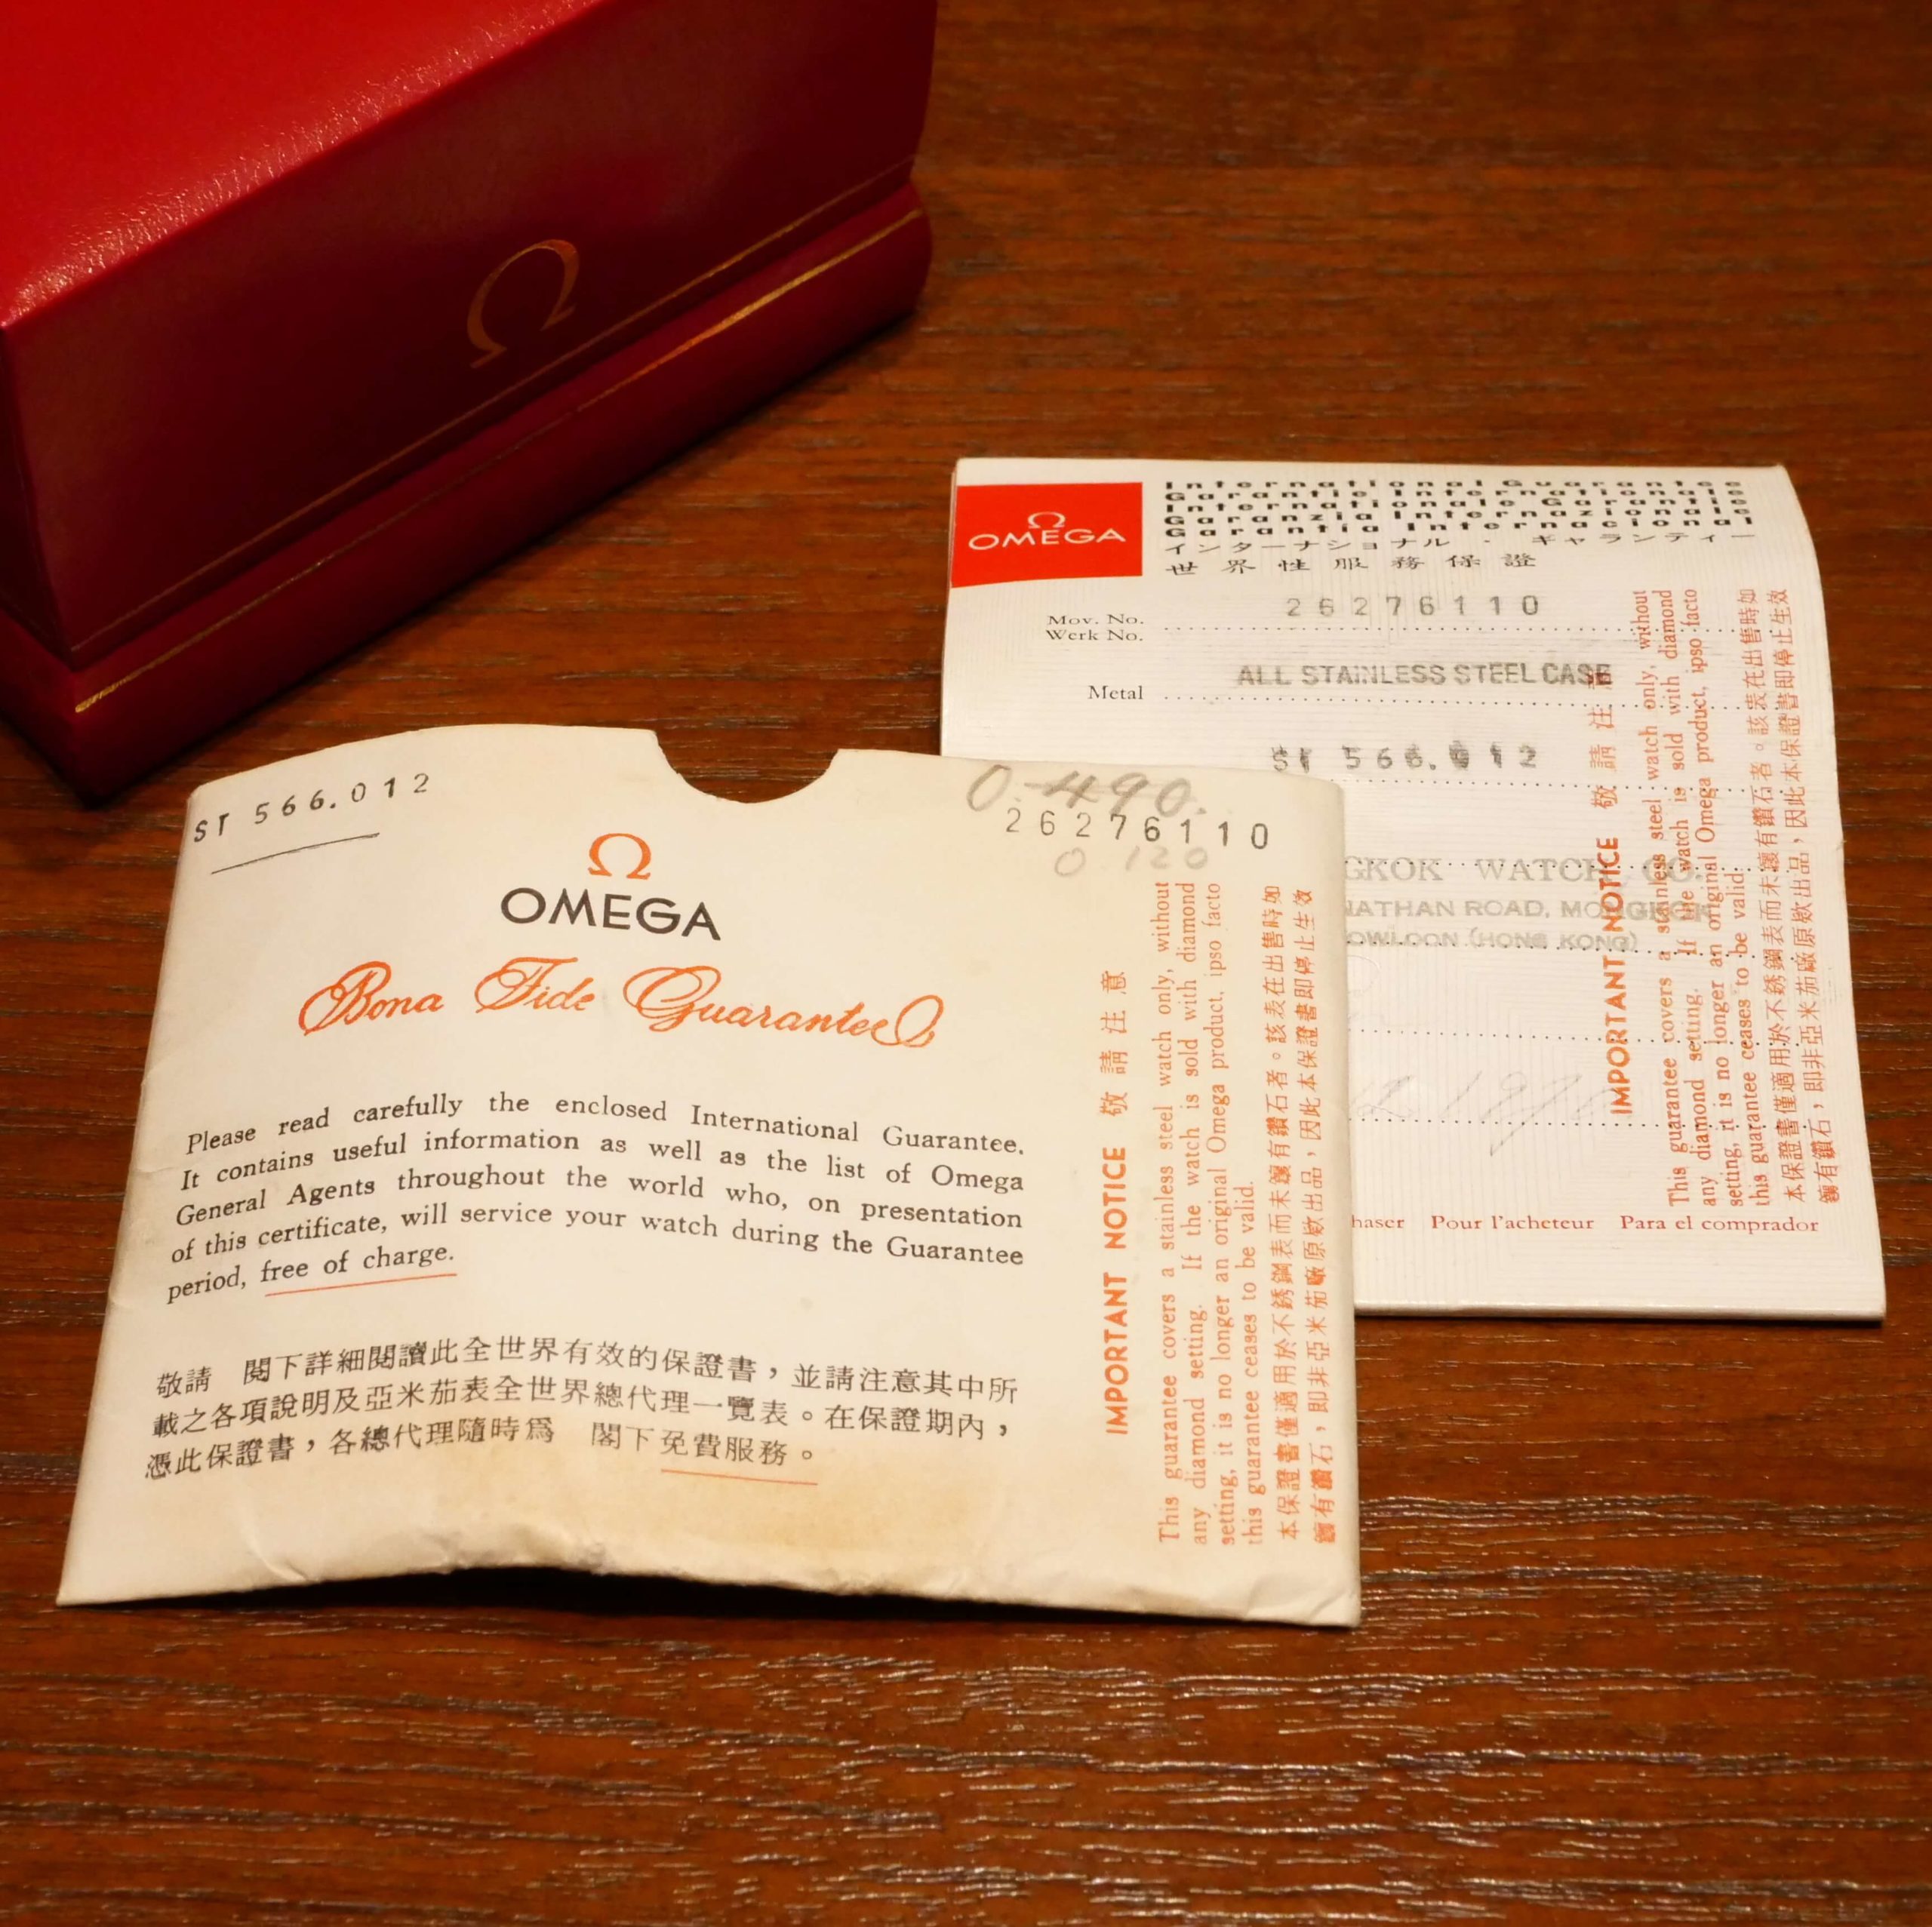 Ω
ST 566.012
0.490.
26276110
0.120
Ω
OMEGA
Bona Fide Guarantee
Please read carefully the enclosed International Guarantee.
It contains useful information as well as the list of Omega
General Agents throughout the world who, on presentation
of this certificate, will service your watch during the Guarantee
period, free of charge.
敬請 閱下詳細閱讀此全世界有效的保證書，並請注意其中所
載之各項說明及亞米茄表全世界總代理一覽表。在保證期內，
憑此保證書，各總代理隨時爲 閣下免費服務。
IMPORTANT NOTICE 敬請注意
This guarantee covers a stainless steel watch only, without
any diamond setting. If the watch is sold with diamond
setting, it is no longer an original Omega product, ipso facto
this guarantee ceases to be valid.
本保證書僅適用於不銹鋼表而未鑲有鑽石者。該表在出售時如
鑲有鑽石，即非亞米茄廠原欵出品，因此本保證書即停止生效
Ω
OMEGA
International Guarantee
Garantie Internationale
Internationale Garantie
Garanzia Internazionale
Garantia Internacional
インターナショナル・ギャランティー
世界性服務保證
Mov. No.
Werk No.
26276110
Metal
ALL STAINLESS STEEL CASE
ST 566.012
GKOK WATCH CO.
NATHAN ROAD, MONGKOK
OWLOON (HONG KONG)
haser Pour l'acheteur Para el comprador
IMPORTANT NOTICE 敬請注
This guarantee covers a stainless steel watch only, without
any diamond setting. If the watch is sold with diamond
setting, it is no longer an original Omega product, ipso facto
this guarantee ceases to be valid.
本保證書僅適用於不銹鋼表而未鑲有鑽石者。該表在出售時如
鑲有鑽石，即非亞米茄廠原欵出品，因此本保證書即停止生效